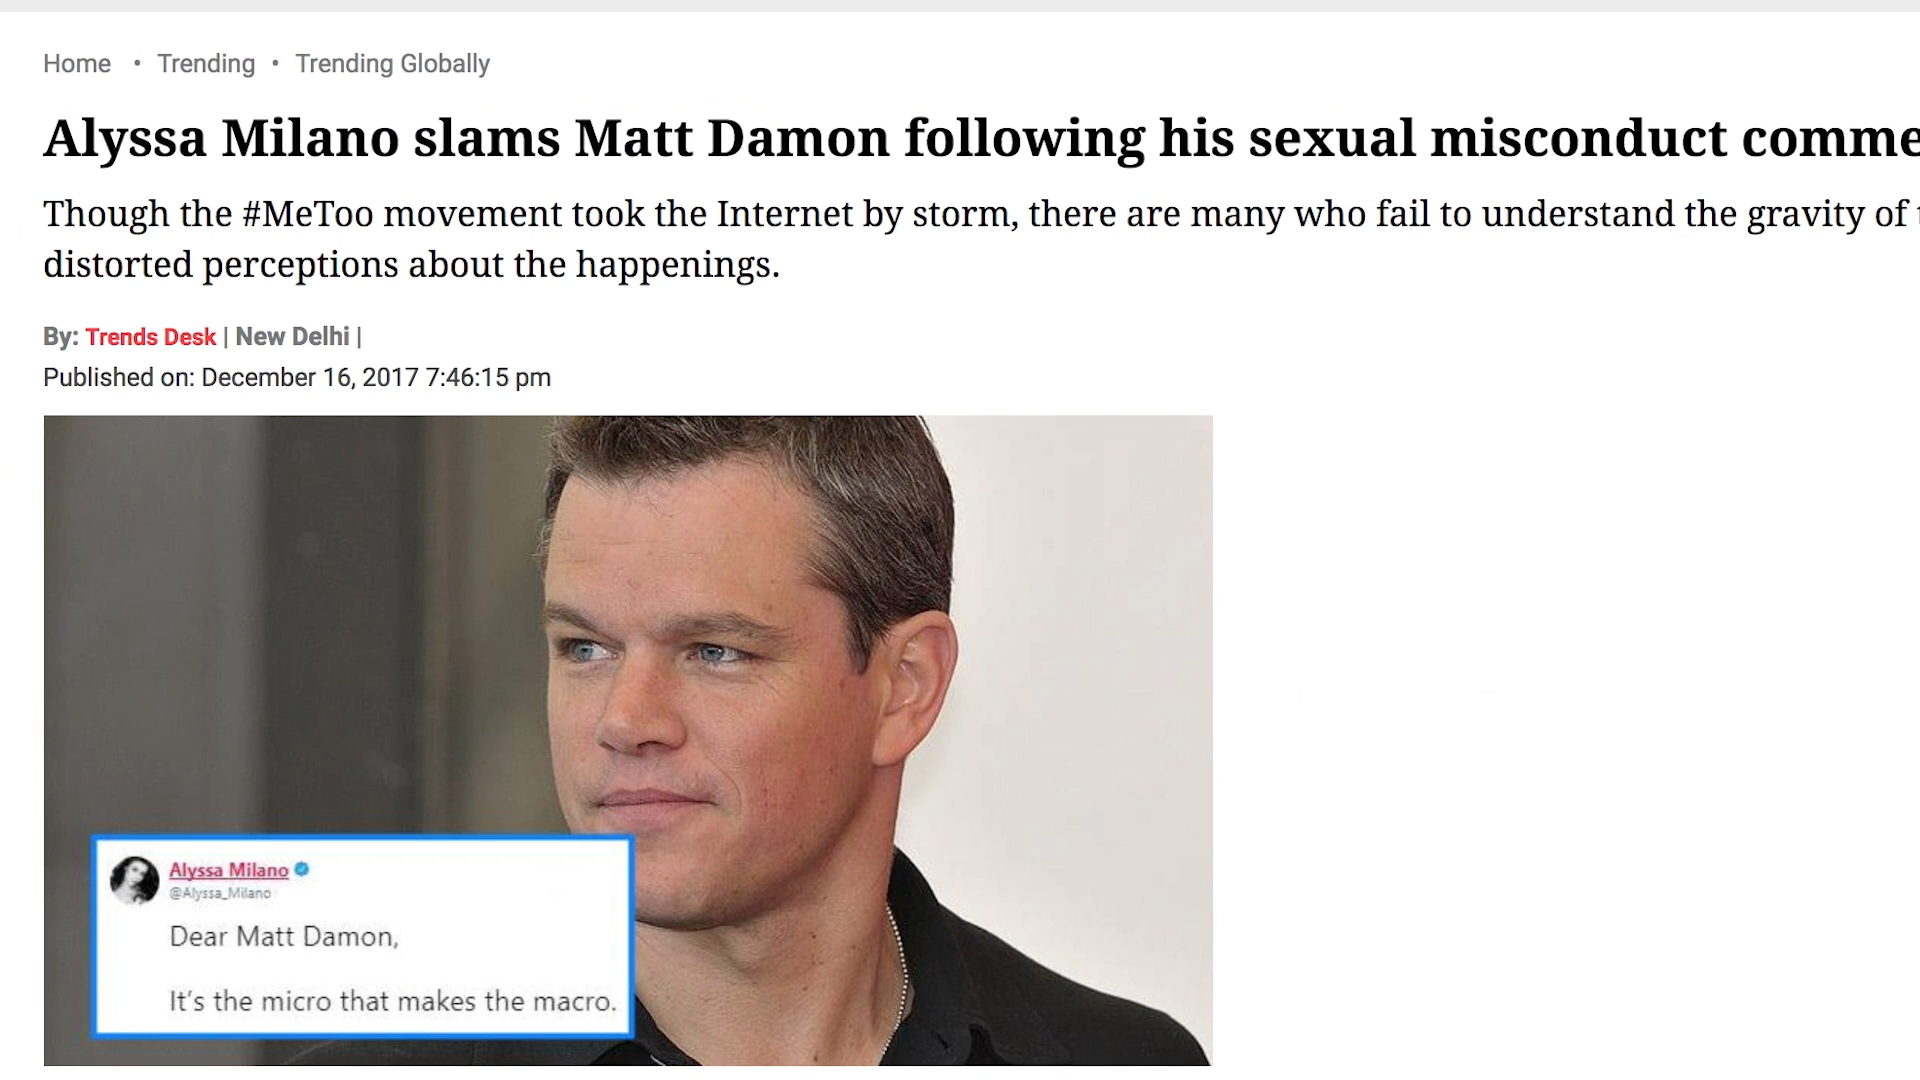 Home • Trending • Trending Globally
Alyssa Milano slams Matt Damon following his sexual misconduct comme
Though the #MeToo movement took the Internet by storm, there are many who fail to understand the gravity of t
distorted perceptions about the happenings.
By: Trends Desk | New Delhi |
Published on: December 16, 2017 7:46:15 pm
Alyssa Milano
@Alyssa_Milano
Dear Matt Damon,
It's the micro that makes the macro.